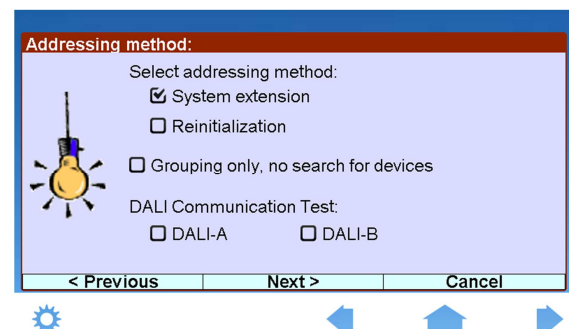 Addressing method:
Select addressing method:
System extension
Reinitialization
Grouping only, no search for devices
DALI Communication Test:
DALI-A DALI-B
< Previous Next > Cancel